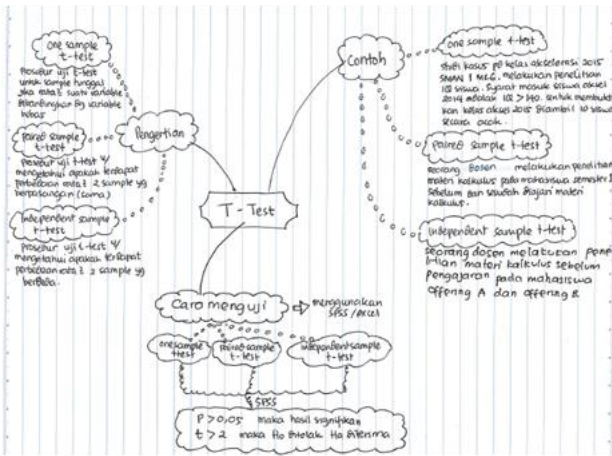 T-Test
Pengertian
one sample
t-test
Prosedur uji t-test
untuk sample tunggal
jika rata² suatu variable
dibandingkan dg variable
bebas
Paired sample
t-test
Prosedur uji t-test
mengetahui apakah terdapat
perbedaan rata² 2 sample yg
berpasangan (sama)
independent sample
t-test
Prosedur uji t-test
mengetahui apakah terdapat
perbedaan rata² 2 sample yg
berbeda.
Contoh
one sample t-test
studi kasus pd kelas akselerasi 2015
SMAN 1 MLG. melakukan penelitian
IQ siswa. Syarat masuk siswa aksel
2014 adalah IQ > 140. untuk membukt
kan kelas aksel 2015 diambil 10 siswa
secara acak.
Paired sample t-test
seorang Dosen melakukan penelitian
materi kalkulus pada mahasiswa semester 1
sebelum dan sesudah diajari materi
kalkulus.
independent sample t-test
seorang dosen melakukan pene
litian materi kalkulus sebelum
pengajaran pada mahasiswa
offering A dan offering B
Cara menguji
menggunakan
SPSS / excel
one sample
t-test
paired sample
t-test
independent sample
t-test
SPSS
P > 0,05 maka hasil signifikan
t > 2 maka Ho ditolak Ha diterima